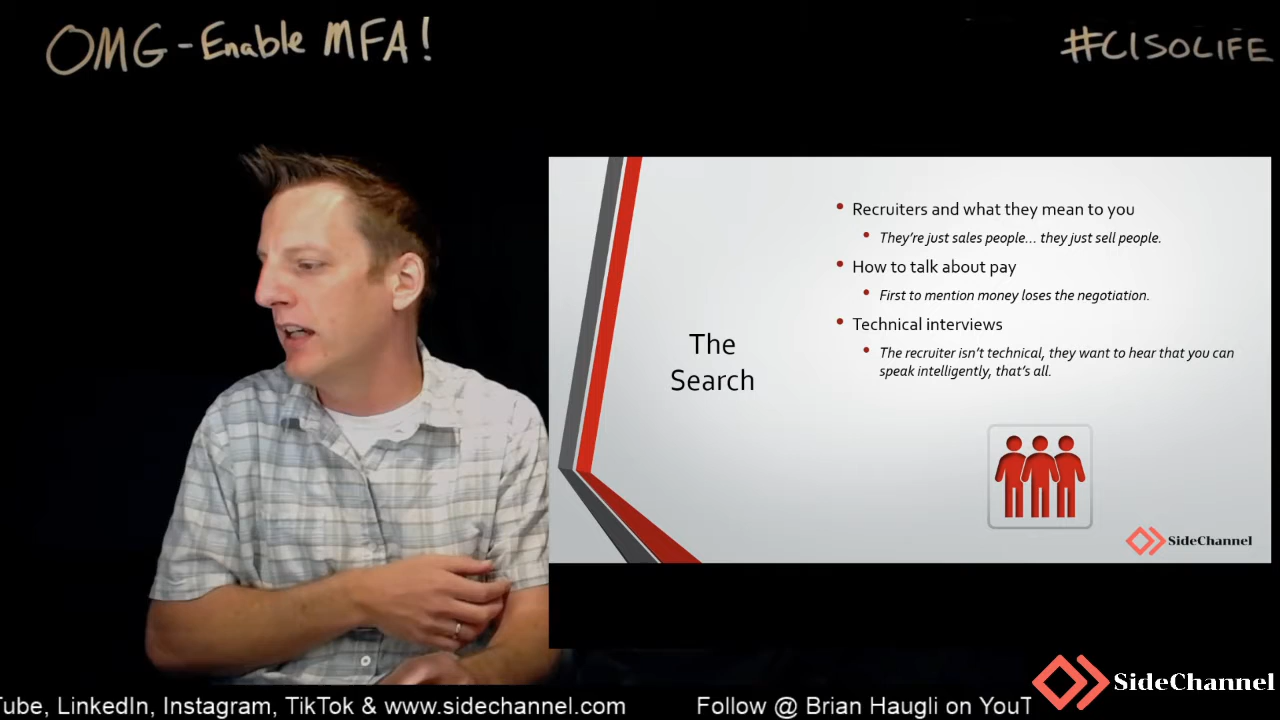 OMG - Enable MFA!
#CISOLIFE
Recruiters and what they mean to you
They're just sales people... they just sell people.
How to talk about pay
First to mention money loses the negotiation.
Technical interviews
The recruiter isn't technical, they want to hear that you can
speak intelligently, that's all.
The
Search
SideChannel
Tube, LinkedIn, Instagram, TikTok & www.sidechannel.com Follow @ Brian Haugli on YouT
SideChannel